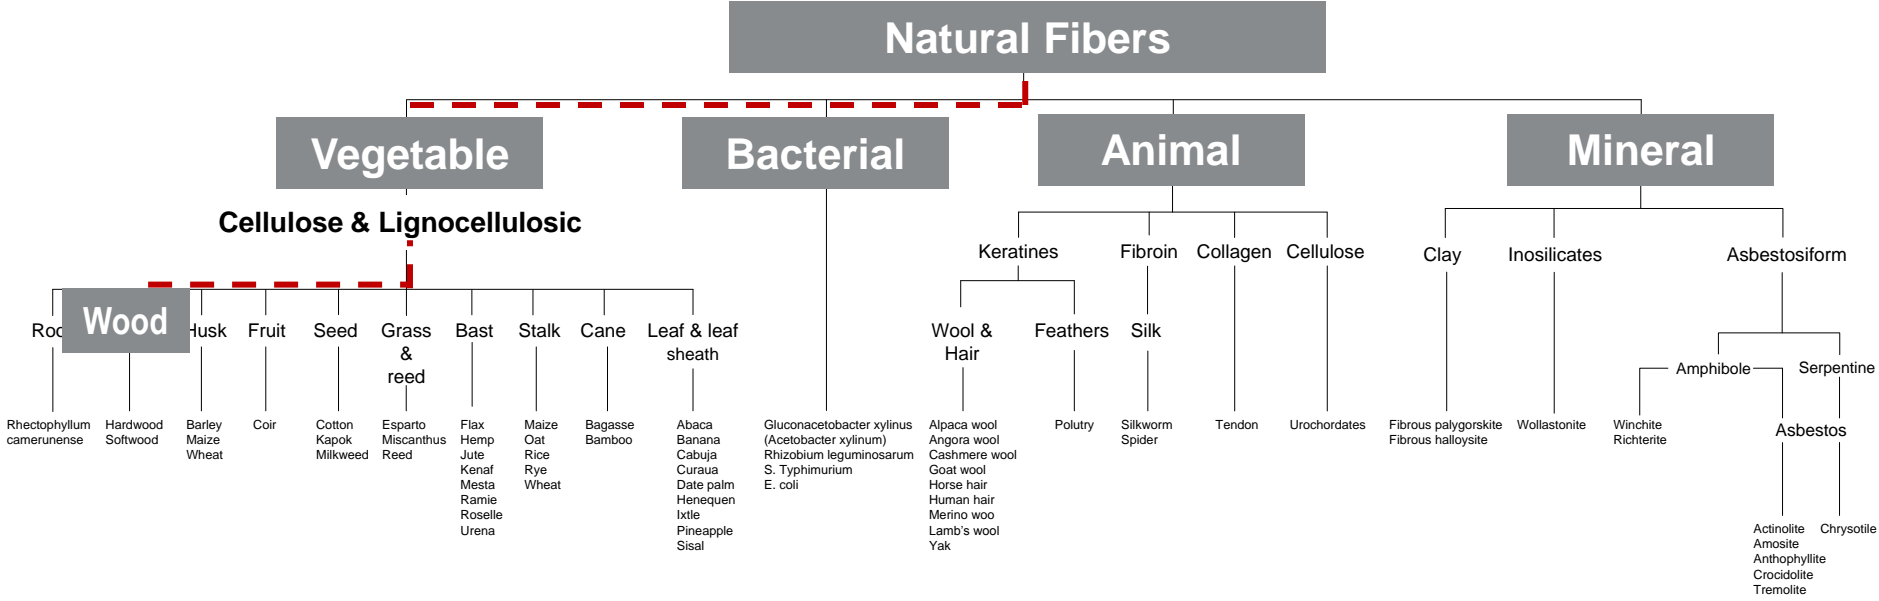 Natural Fibers
Vegetable
Bacterial
Animal
Mineral
Cellulose & Lignocellulosic
Keratines
Fibroin
Collagen
Cellulose
Clay
Inosilicates
Asbestosiform
Wood
Husk
Fruit
Seed
Grass
&
reed
Bast
Stalk
Cane
Leaf & leaf
sheath
Wool &
Hair
Feathers
Silk
Amphibole
Serpentine
Rhectophyllum
camerunense
Hardwood
Softwood
Barley
Maize
Wheat
Coir
Cotton
Kapok
Milkweed
Esparto
Miscanthus
Reed
Flax
Hemp
Jute
Kenaf
Mesta
Ramie
Roselle
Urena
Maize
Oat
Rice
Rye
Wheat
Bagasse
Bamboo
Abaca
Banana
Cabuja
Curaua
Date palm
Henequen
Ixtle
Pineapple
Sisal
Gluconacetobacter xylinus
(Acetobacter xylinum)
Rhizobium leguminosarum
S. Typhimurium
E. coli
Alpaca wool
Angora wool
Cashmere wool
Goat wool
Horse hair
Human hair
Merino woo
Lamb's wool
Yak
Polutry
Silkworm
Spider
Tendon
Urochordates
Fibrous palygorskite
Fibrous halloysite
Wollastonite
Winchite
Richterite
Asbestos
Actinolite
Amosite
Anthophyllite
Crocidolite
Tremolite
Chrysotile